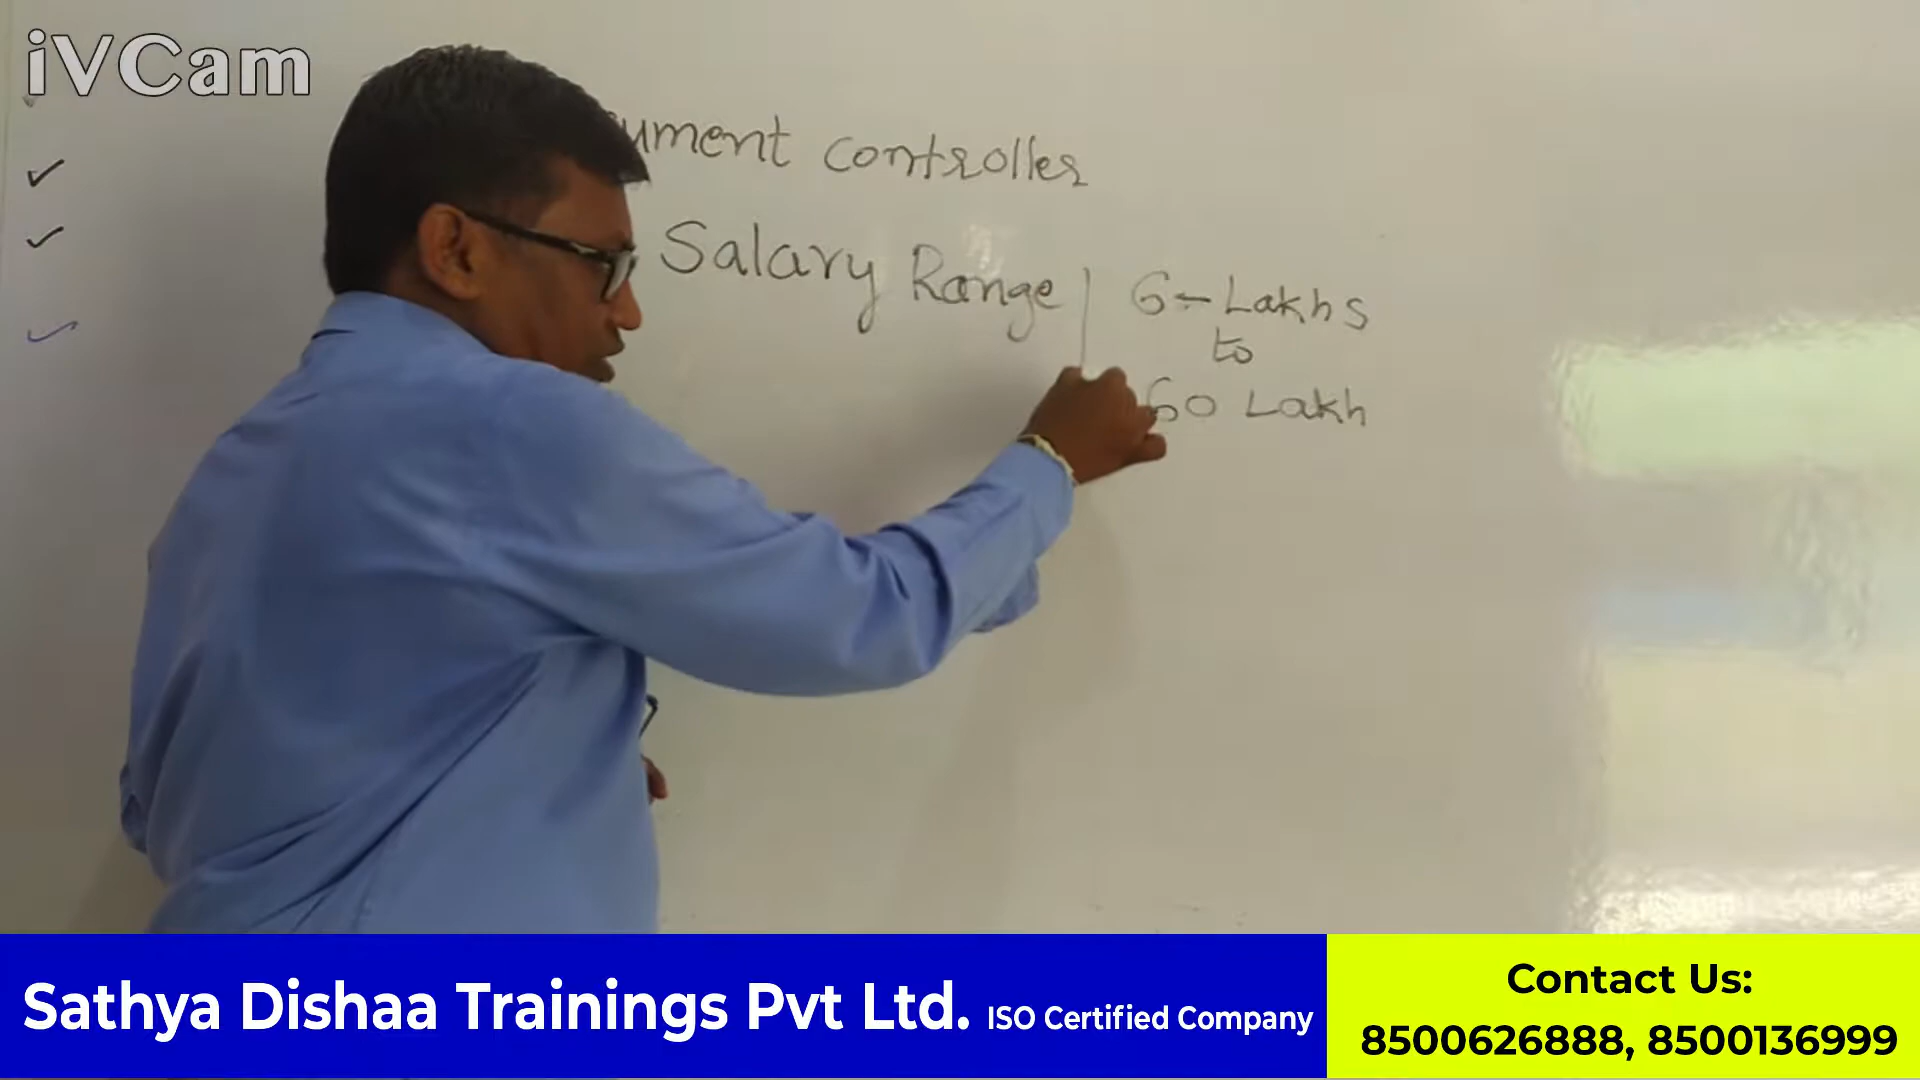 iVCam
ument controller
Salary Range 6 - Lakhs
to
60 Lakh
Sathya Dishaa Trainings Pvt Ltd. ISO Certified Company
Contact Us:
8500626888, 8500136999